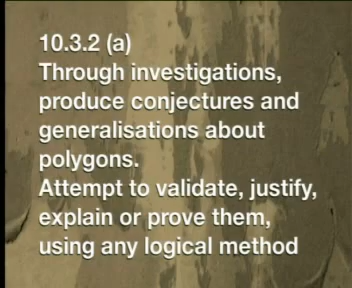 10.3.2 (a)
Through investigations,
produce conjectures and
generalisations about
polygons.
Attempt to validate, justify,
explain or prove them,
using any logical method